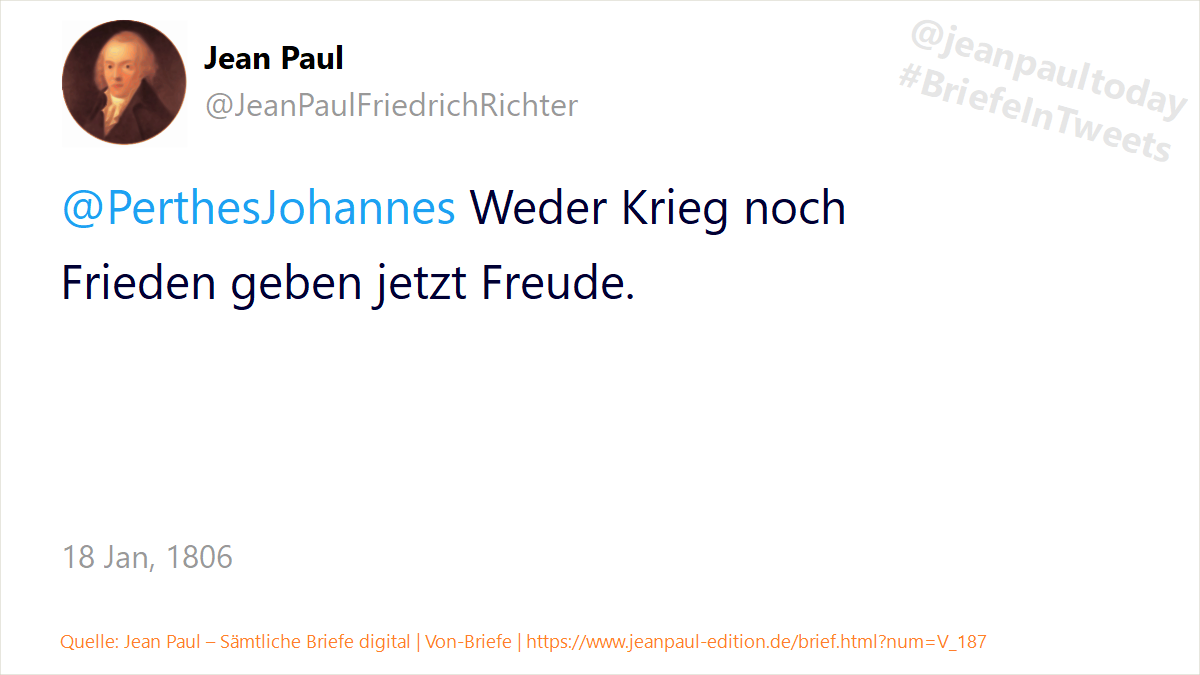 Jean Paul
@JeanPaulFriedrichRichter
@jeanpaultoday
#BriefeInTweets
@PerthesJohannes Weder Krieg noch
Frieden geben jetzt Freude.
18 Jan, 1806
Quelle: Jean Paul – Sämtliche Briefe digital | Von-Briefe | https://www.jeanpaul-edition.de/brief.html?num=V_187